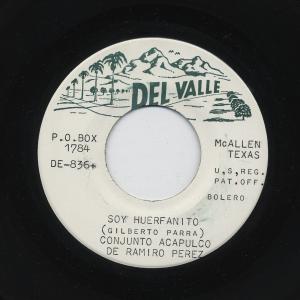 DEL VALLE
P.O.BOX
1784
DE-836*
McALLEN
TEXAS
U,S,REG.
PAT.OFF.
BOLERO
SOY HUERFANITO
(GILBERTO PARRA)
CONJUNTO ACAPULCO
DE RAMIRO PEREZ